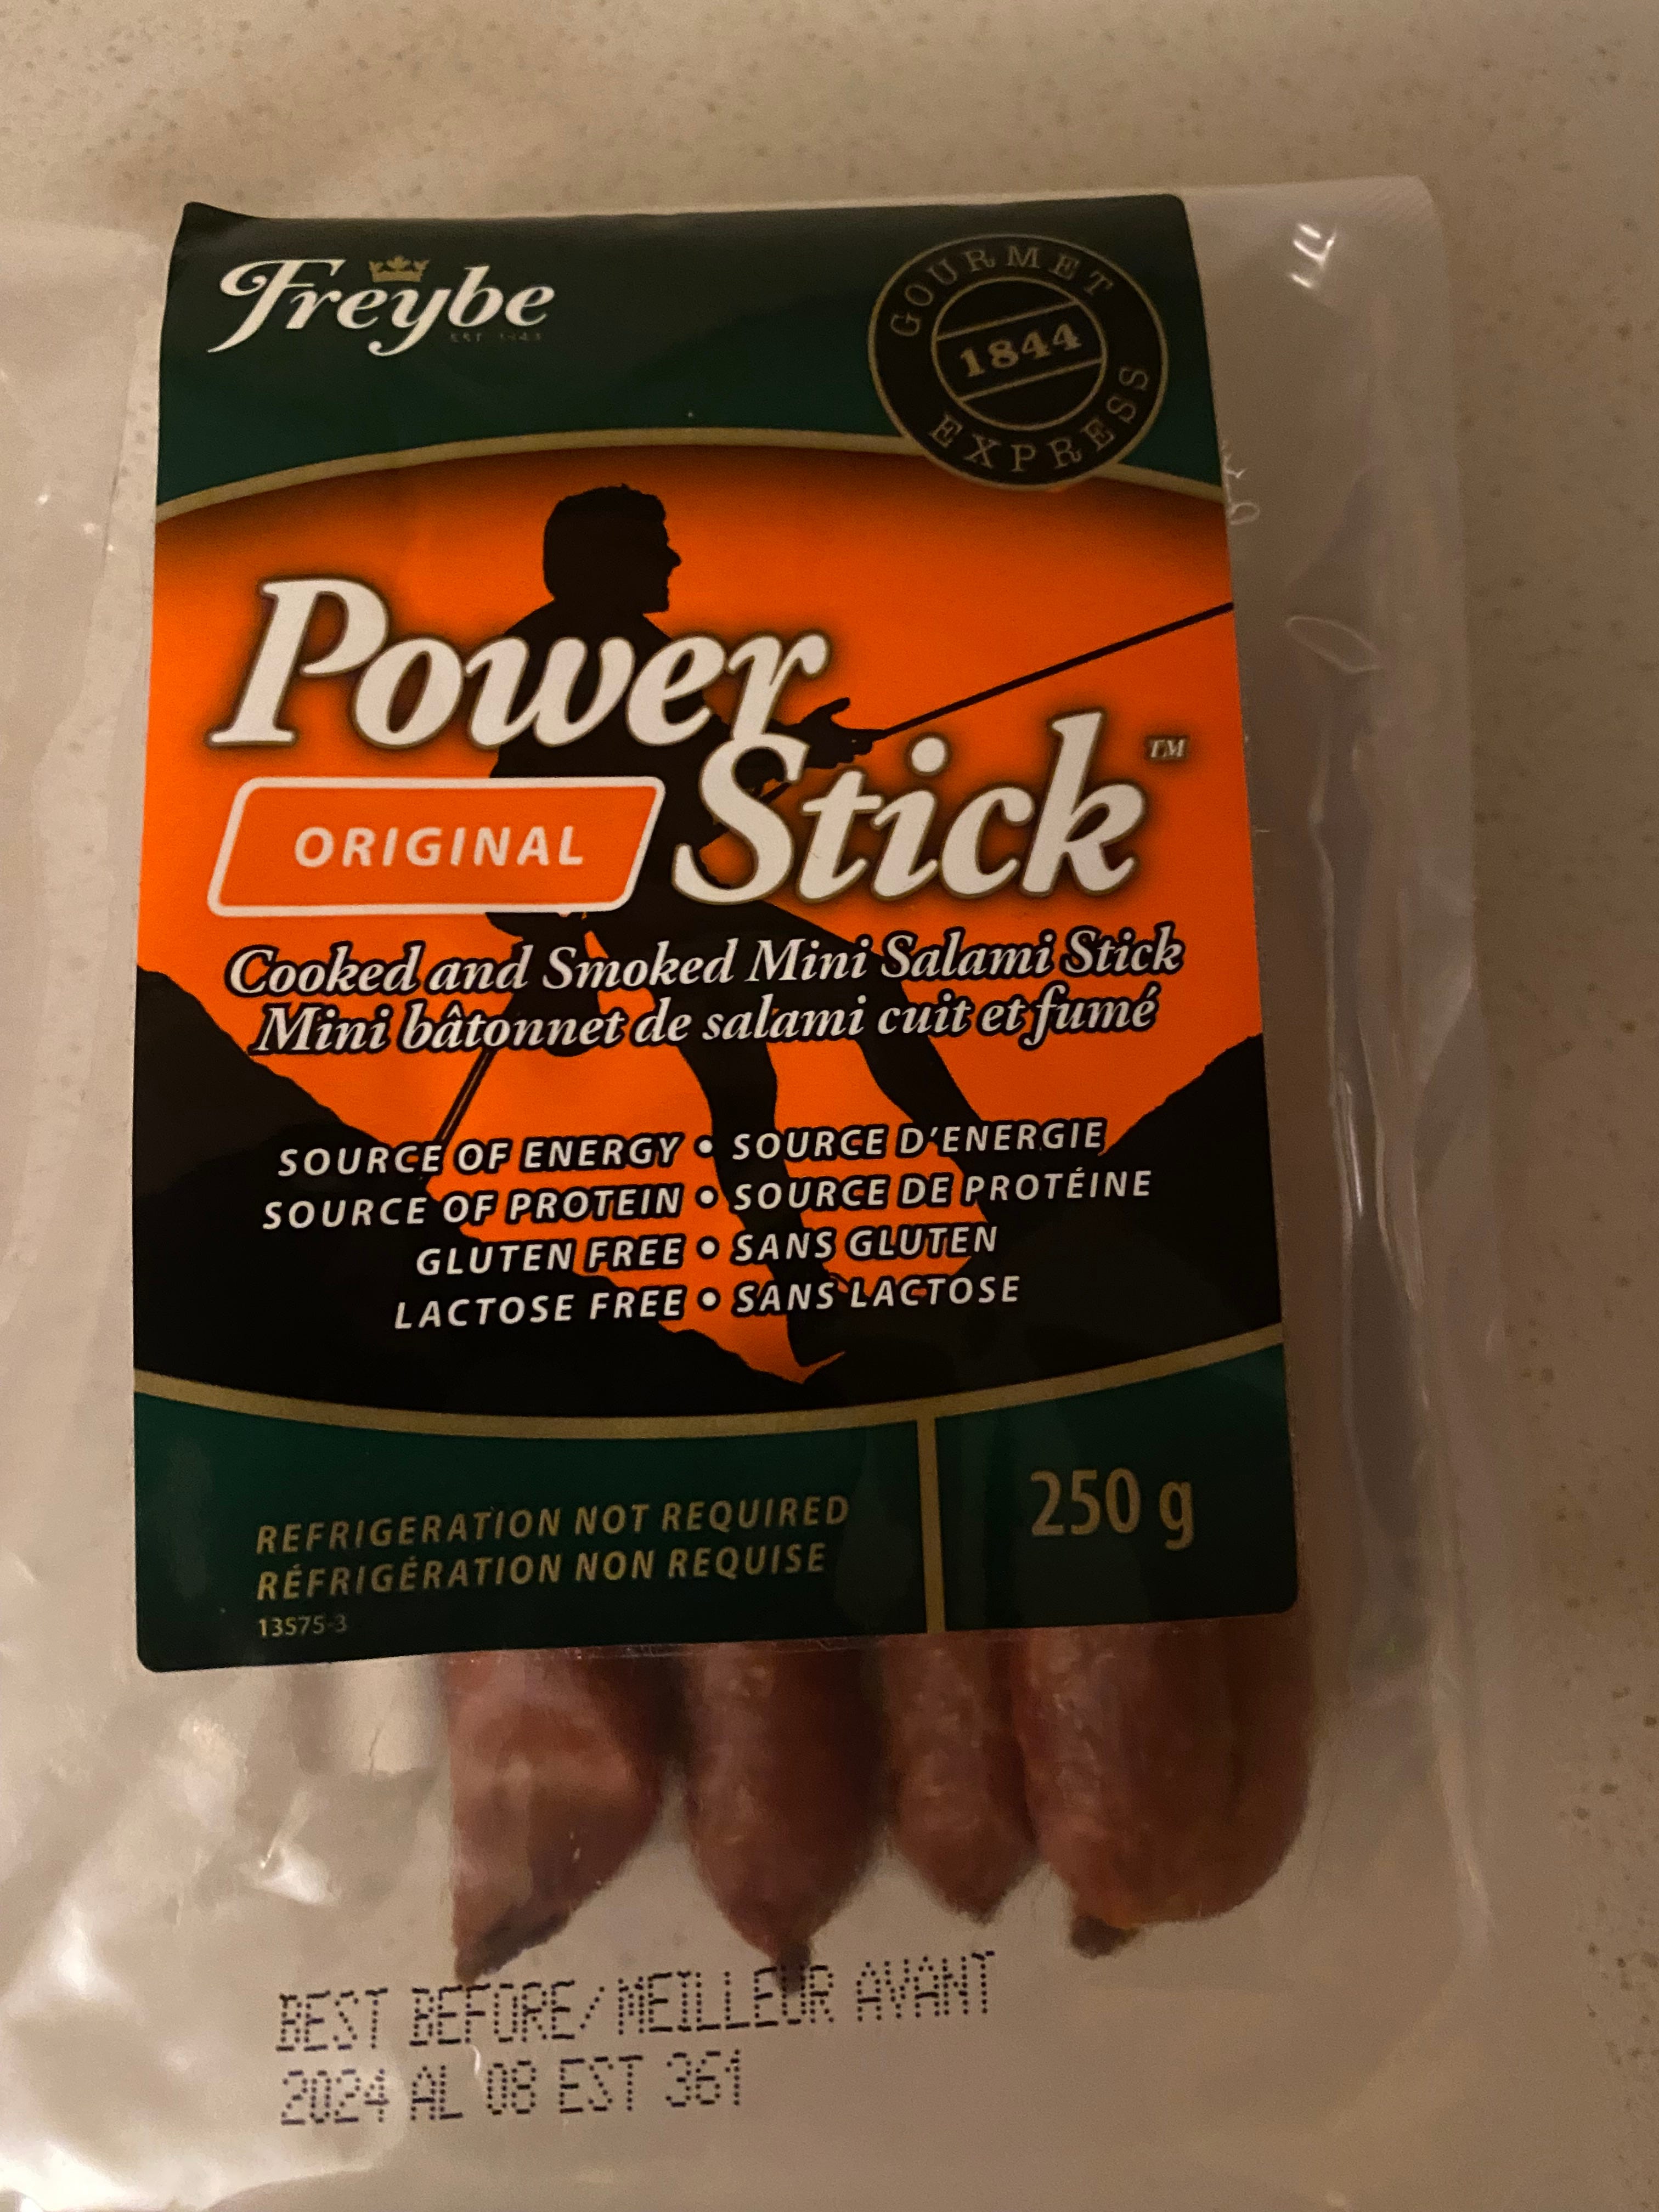 Freybe
GOURMET
1844
EXPRESS
Power
Stick™
ORIGINAL
Cooked and Smoked Mini Salami Stick
Mini bâtonnet de salami cuit et fumé
SOURCE OF ENERGY • SOURCE D'ENERGIE
SOURCE OF PROTEIN • SOURCE DE PROTÉINE
GLUTEN FREE • SANS GLUTEN
LACTOSE FREE • SANS LACTOSE
REFRIGERATION NOT REQUIRED
RÉFRIGÉRATION NON REQUISE
13575-3
250 g
BEST BEFORE/MEILLEUR AVANT
2024 AL 08 EST 361